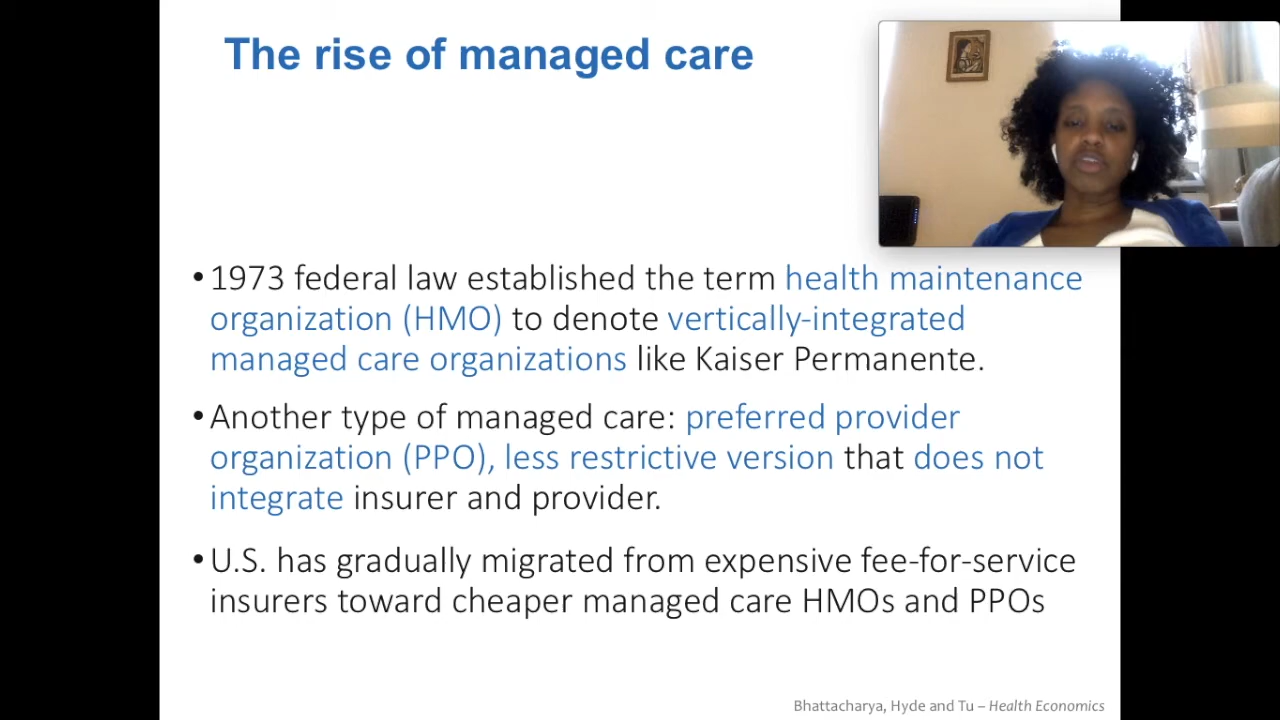 The rise of managed care
•1973 federal law established the term health maintenance
organization (HMO) to denote vertically-integrated
managed care organizations like Kaiser Permanente.
•Another type of managed care: preferred provider
organization (PPO), less restrictive version that does not
integrate insurer and provider.
•U.S. has gradually migrated from expensive fee-for-service
insurers toward cheaper managed care HMOs and PPOs
Bhattacharya, Hyde and Tu – Health Economics